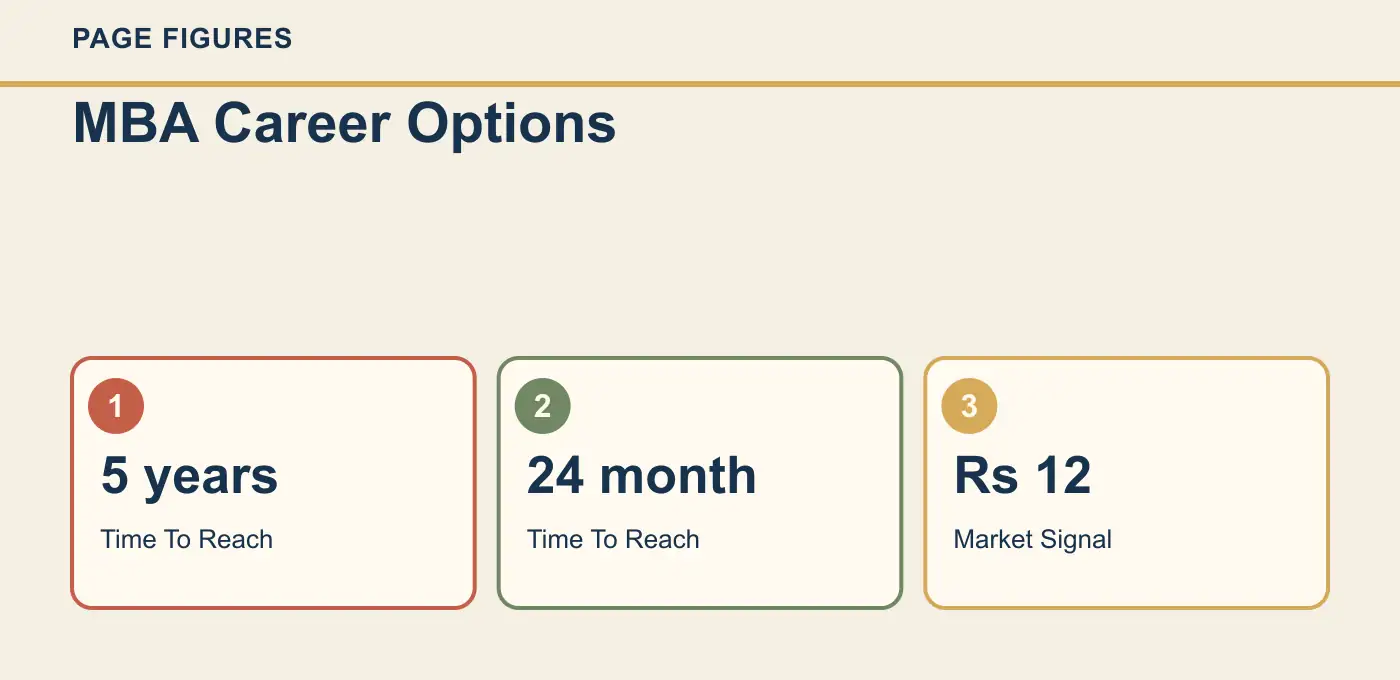 PAGE FIGURES
MBA Career Options
1
5 years
Time To Reach
2
24 month
Time To Reach
3
Rs 12
Market Signal